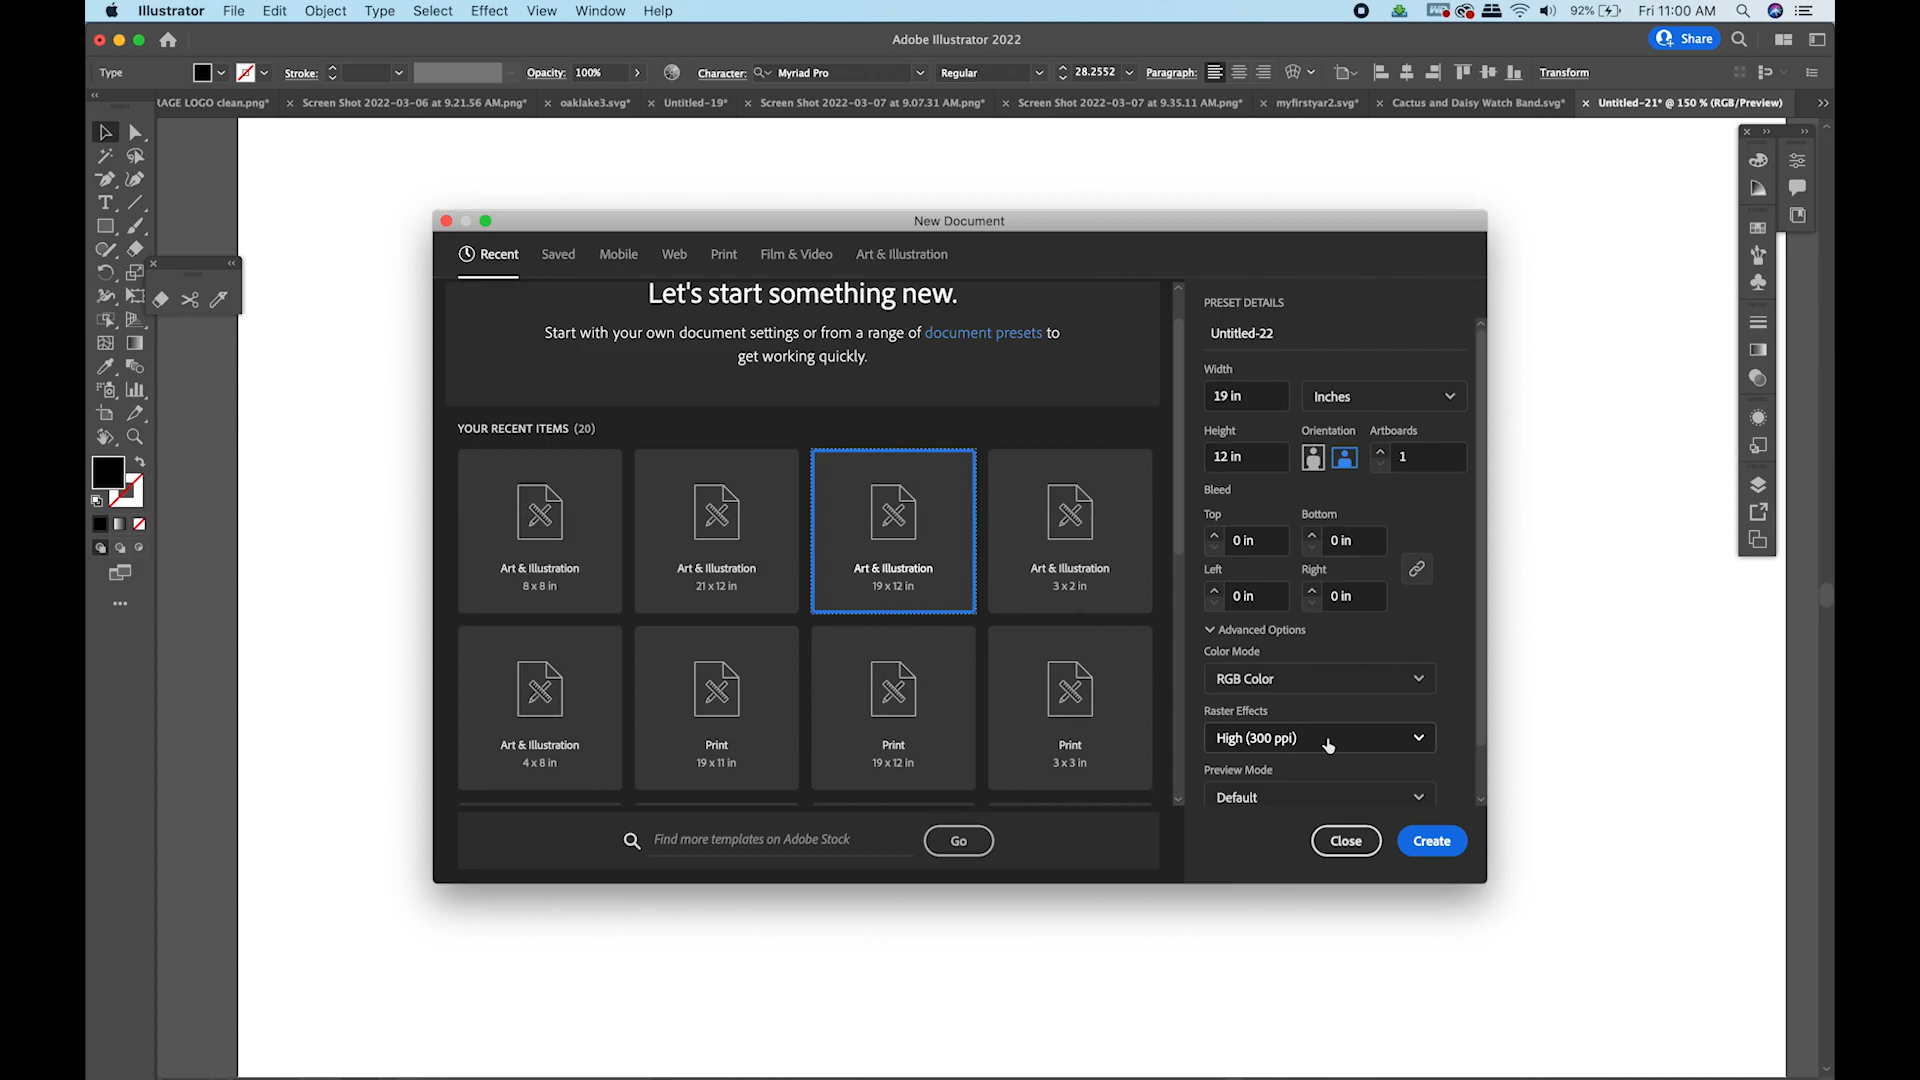 Illustrator File Edit Object Type Select Effect View Window Help
92% Fri 11:00 AM
Adobe Illustrator 2022
Share
Type Stroke: Opacity: 100% Character: Myriad Pro Regular 28.2552 Paragraph: Transform
RAGE LOGO clean.png* Screen Shot 2022-03-06 at 9.21.56 AM.png* oaklake3.svg* Untitled-19* Screen Shot 2022-03-07 at 9.07.31 AM.png* Screen Shot 2022-03-07 at 9.35.11 AM.png* myfirstyar2.svg* Cactus and Daisy Watch Band.svg* Untitled-21* @ 150 % (RGB/Preview)
New Document
Recent Saved Mobile Web Print Film & Video Art & Illustration
Let's start something new.
Start with your own document settings or from a range of document presets to
get working quickly.
YOUR RECENT ITEMS (20)
Art & Illustration
8 x 8 in
Art & Illustration
21 x 12 in
Art & Illustration
19 x 12 in
Art & Illustration
3 x 2 in
Art & Illustration
4 x 8 in
Print
19 x 11 in
Print
19 x 12 in
Print
3 x 3 in
Find more templates on Adobe Stock
Go
PRESET DETAILS
Untitled-22
Width
19 in Inches
Height Orientation Artboards
12 in 1
Bleed
Top Bottom
0 in 0 in
Left Right
0 in 0 in
Advanced Options
Color Mode
RGB Color
Raster Effects
High (300 ppi)
Preview Mode
Default
Close Create